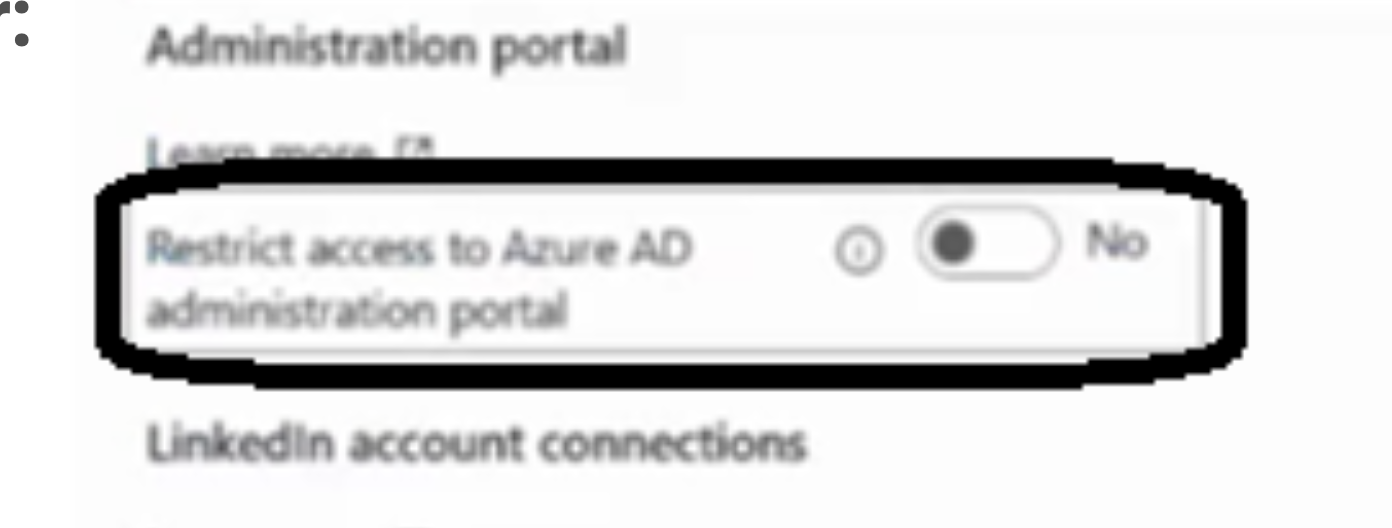 r:
Administration portal
Learn more
Restrict access to Azure AD
administration portal
No
LinkedIn account connections